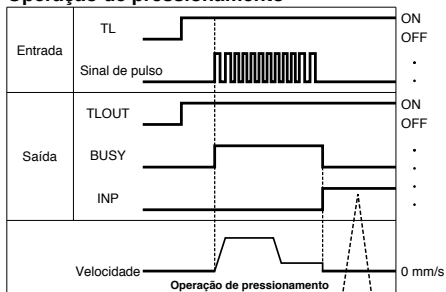 Operação de pressionamento
Entrada
TL
ON
OFF
Sinal de pulso
Saída
TLOUT
ON
OFF
BUSY
INP
Velocidade
0 mm/s
Operação de pressionamento